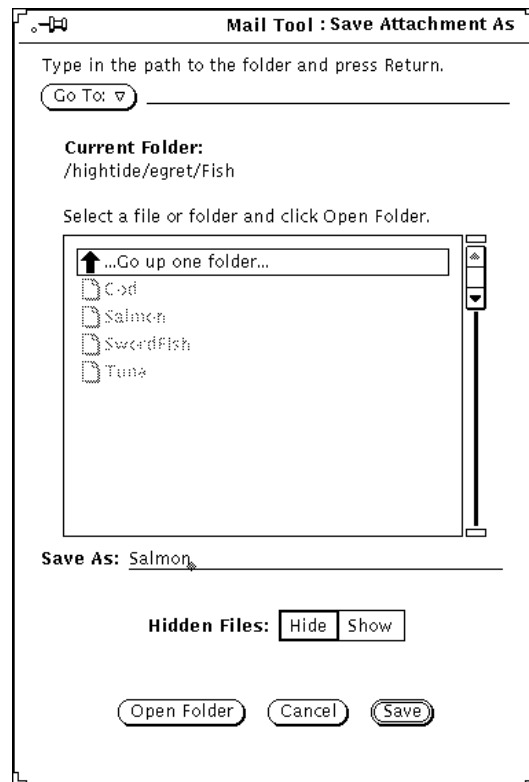 Mail Tool : Save Attachment As
Type in the path to the folder and press Return.
Go To:
Current Folder:
/hightide/egret/Fish
Select a file or folder and click Open Folder.
...Go up one folder...
Cod
Salmon
SwordFish
Tuna
Save As: Salmon
Hidden Files: Hide Show
Open Folder Cancel Save